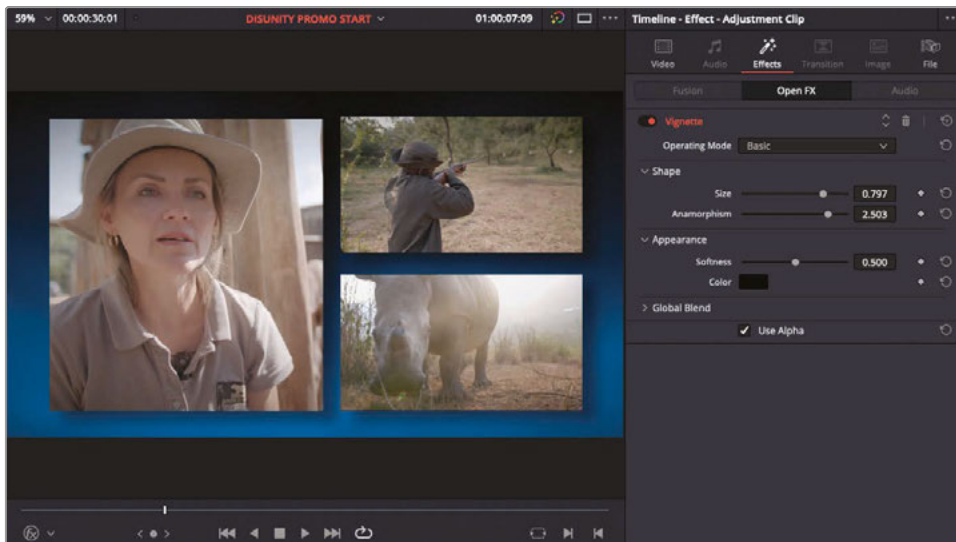 59% 00:00:30:01 DISUNITY PROMO START 01:00:07:09
Timeline - Effect - Adjustment Clip
Video Audio Effects Transition Image File
Fusion Open FX Audio
Vignette
Operating Mode Basic
Shape
Size 0.797
Anamorphism 2.503
Appearance
Softness 0.500
Color
Global Blend
Use Alpha
fx